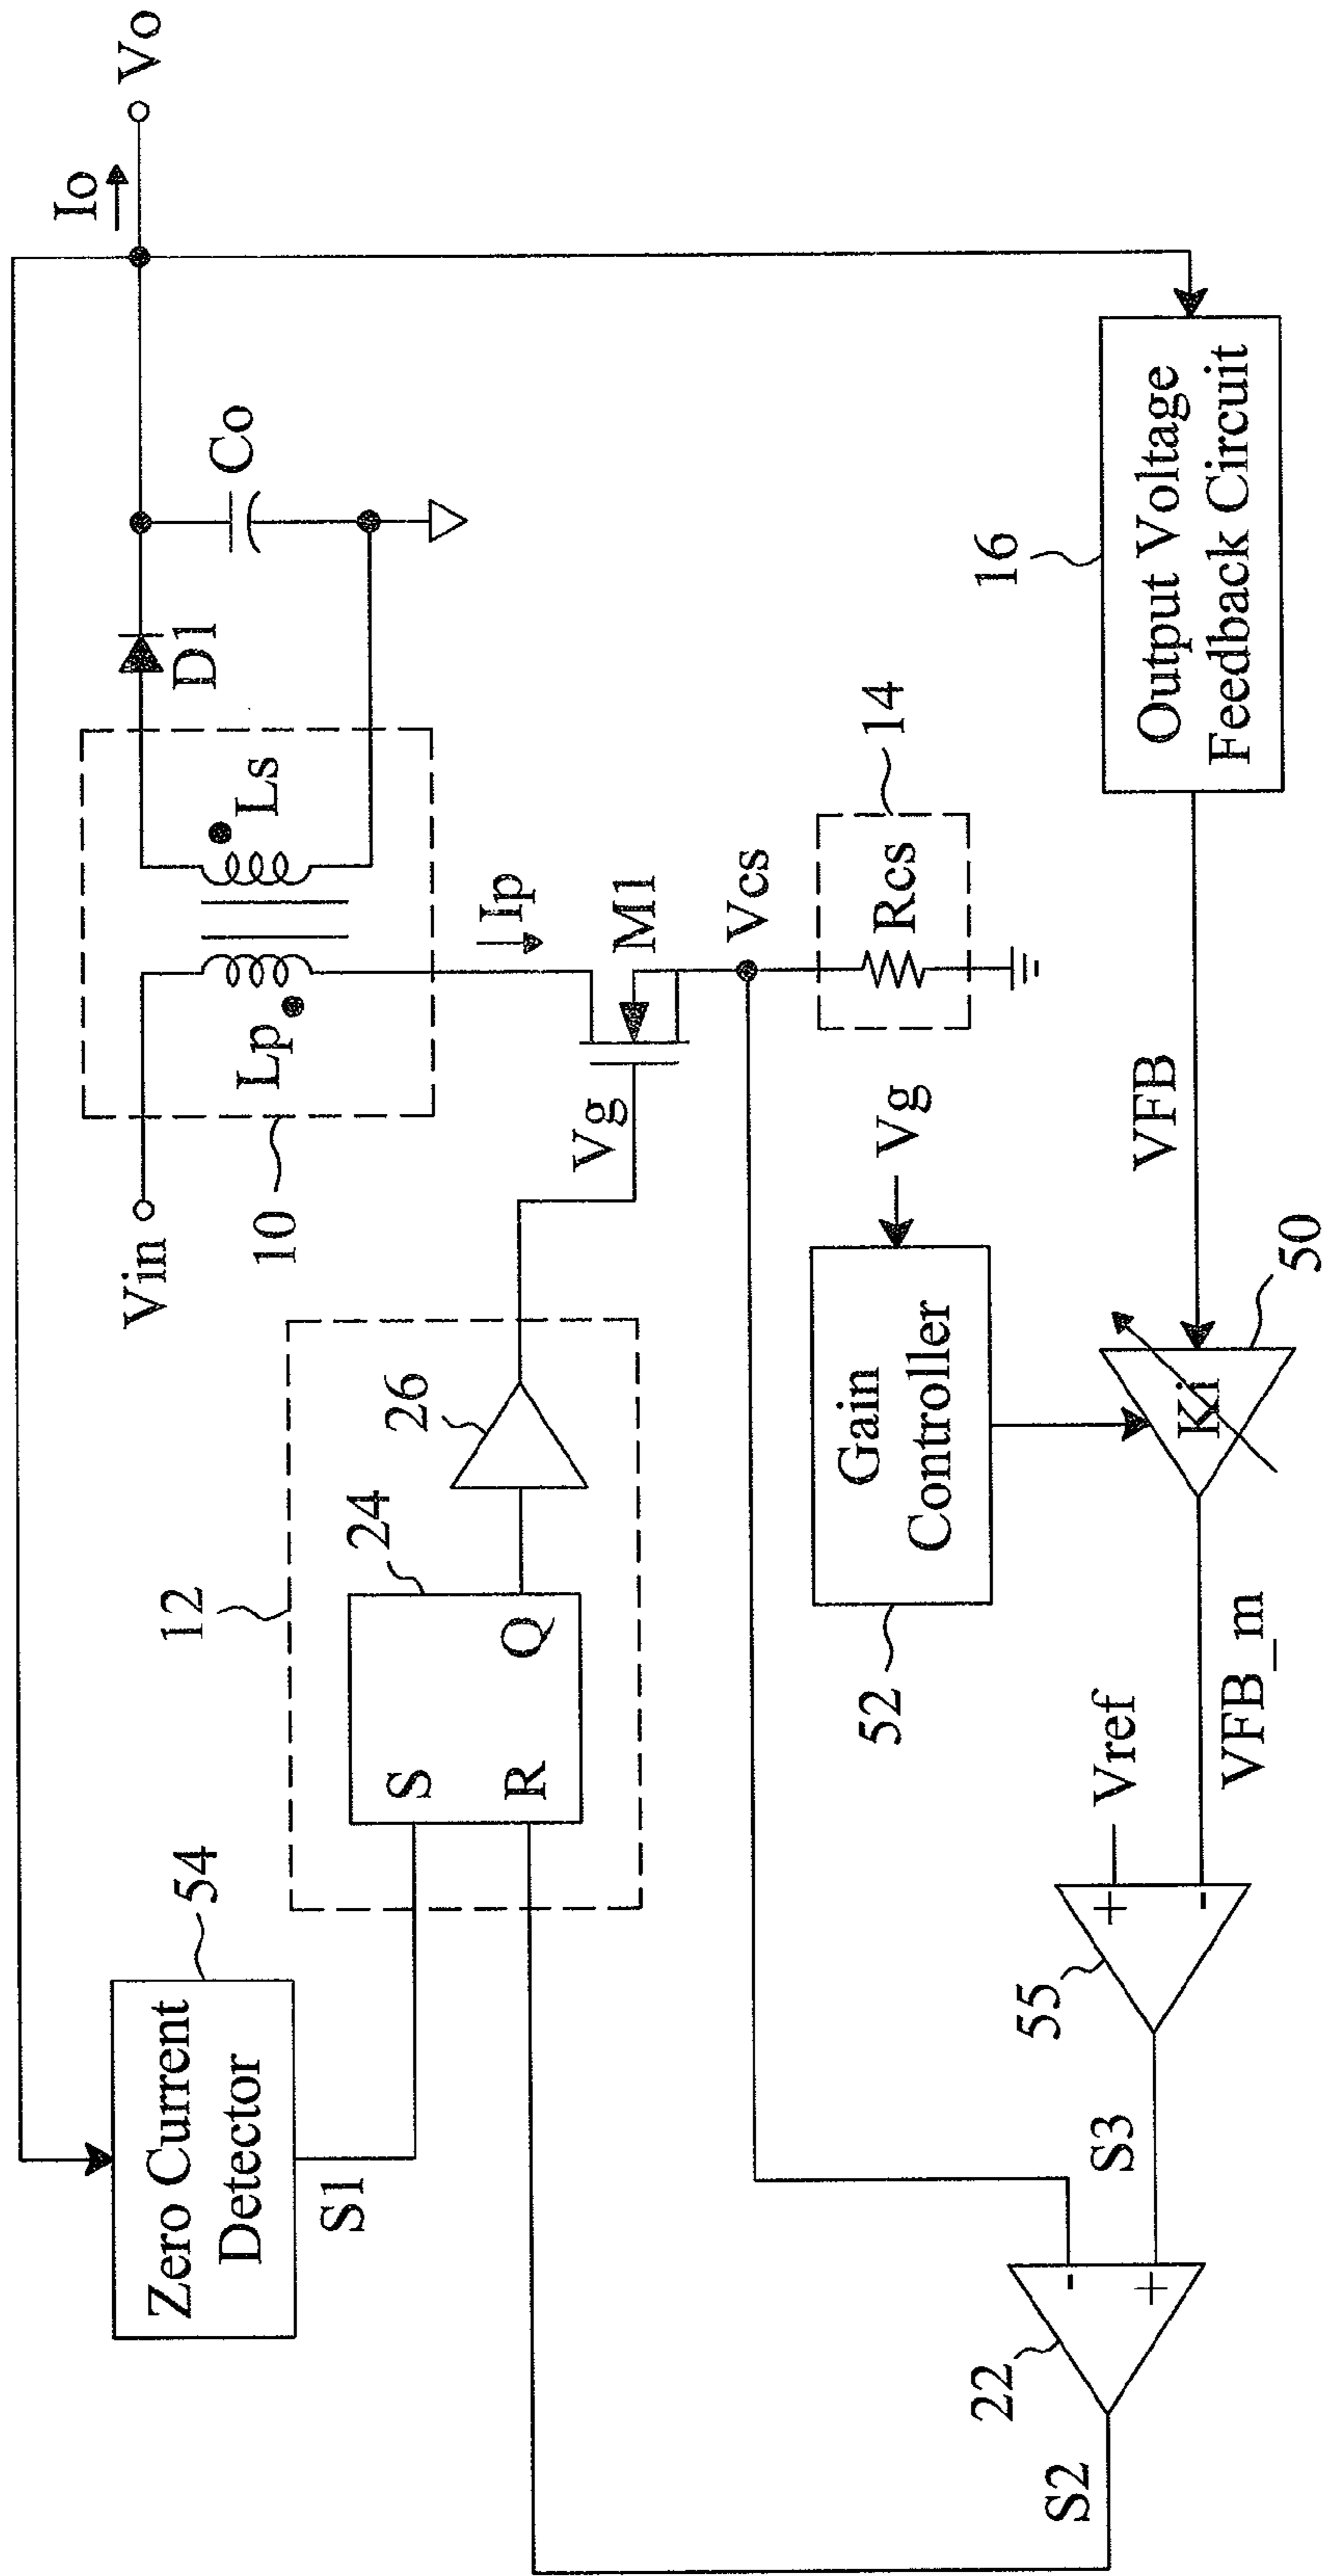 Vin
10
Lp
Ls
D1
Co
Io
Vo
Ip
M1
Vg
Vcs
14
Rcs
Zero Current
Detector
54
S1
12
24
S
R
Q
26
Vg
Gain
Controller
52
16
Output Voltage
Feedback Circuit
VFB
50
Ki
VFB_m
Vref
+
-
55
S3
-
+
22
S2